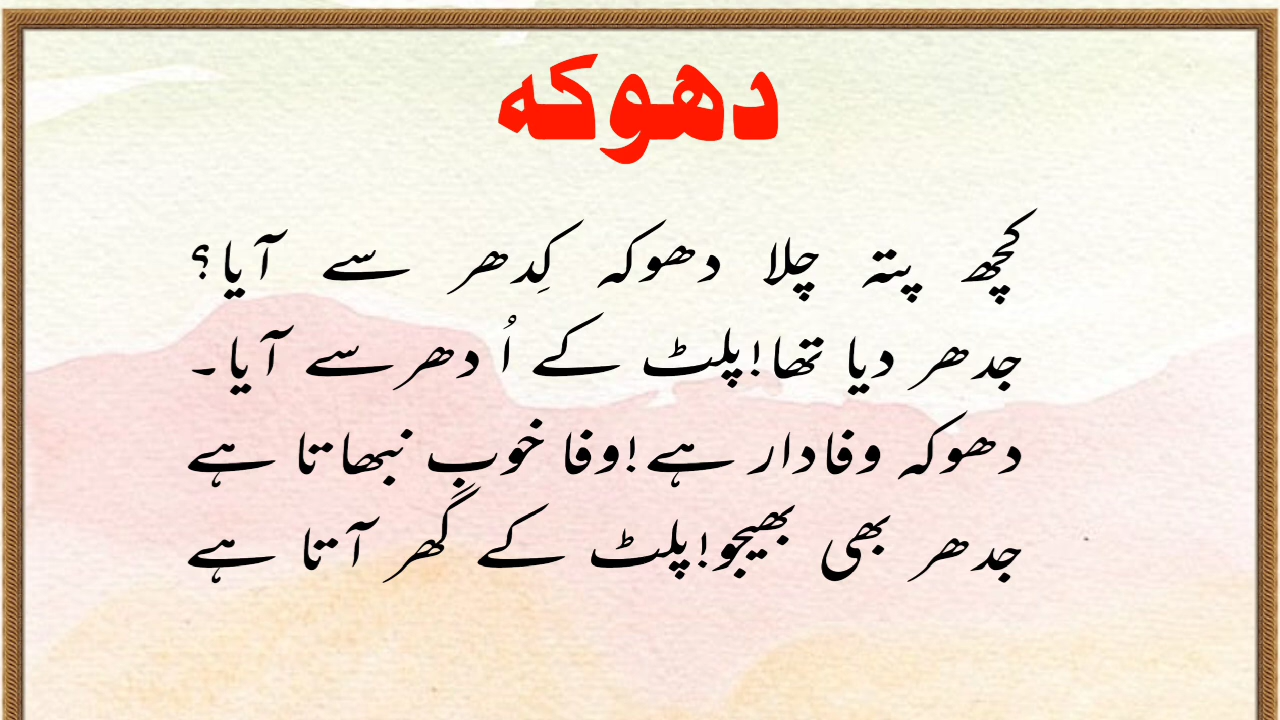 دھوکہ
کچھ پتہ چلا دھوکہ کِدھر سے آیا؟
جدھر دیا تھا!پلٹ کے اُدھر سے آیا۔
دھوکہ وفادار ہے!وفا خوب نبھاتا ہے
جدھر بھی بھیجو!پلٹ کے گھر آتا ہے